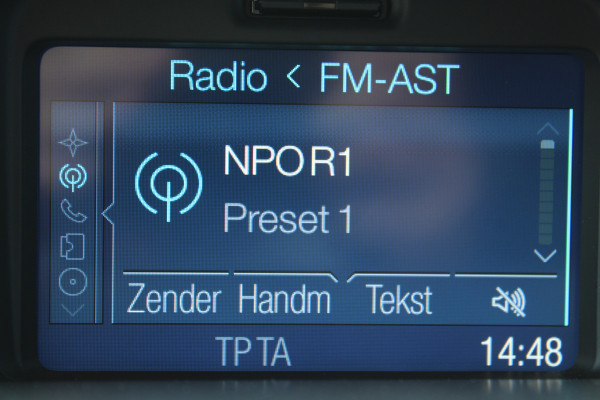 Radio < FM-AST
NPO R1
Preset 1
Zender Handm Tekst
TP TA 14:48